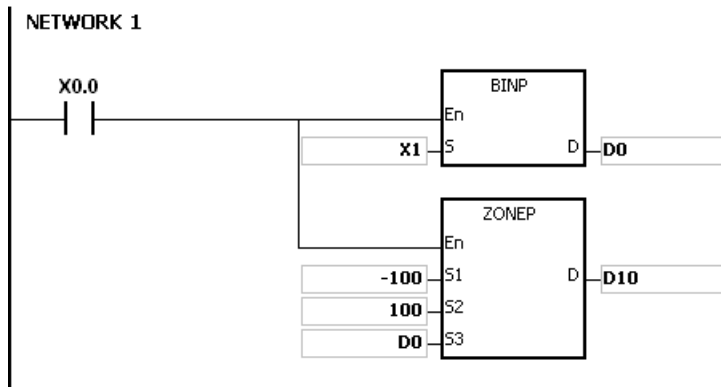 NETWORK 1
X0.0
BINP
En
X1 S D D0
ZONEP
En
-100 S1 D D10
100 S2
D0 S3